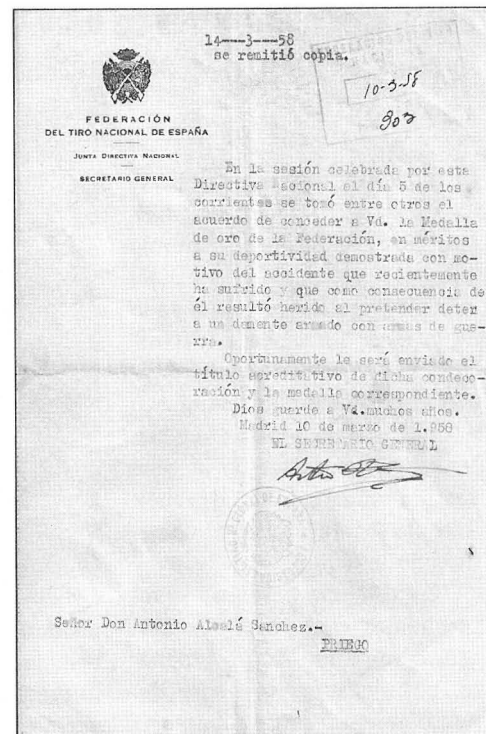 14---3---58
se remitió copia.
10-3-58
FEDERACIÓN
DEL TIRO NACIONAL DE ESPAÑA
JUNTA DIRECTIVA NACIONAL
SECRETARIO GENERAL
En la sesión celebrada por esta
Directiva Nacional el día 5 de los
corrientes se tomó entre otros el
acuerdo de conceder a Vd. la Medalla
de oro de la Federación, en méritos
a su deportividad demostrada con mo-
tivo del accidente que recientemente
ha sufrido y que como consecuencia de
él resultó herido al pretender deter
a un demente armado con armas de gue-
rra.
Oportunamente le será enviado el
título acreditativo de dicha condeco-
ración y la medalla correspondiente.
Dios guarde a Vd.muchos años.
Madrid 10 de marzo de 1.958
EL SECRETARIO GENERAL
Señor Don Antonio Alcalá Sanchez.-
PRIEGO